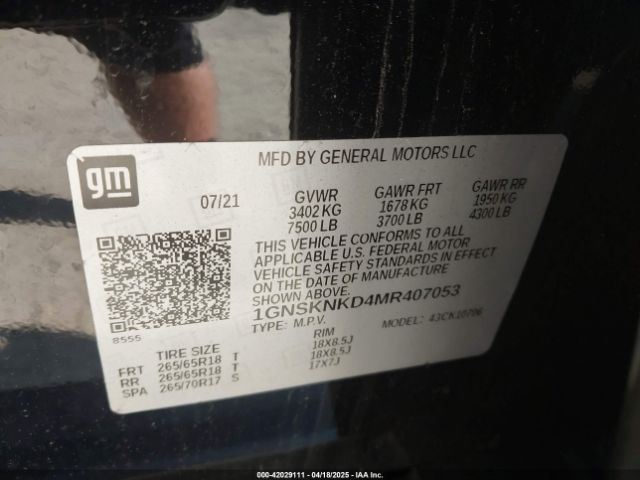 gm
MFD BY GENERAL MOTORS LLC
07/21 GVWR GAWR FRT GAWR RR
3402 KG 1678 KG 1950 KG
7500 LB 3700 LB 4300 LB
THIS VEHICLE CONFORMS TO ALL
APPLICABLE U.S. FEDERAL MOTOR
VEHICLE SAFETY STANDARDS IN EFFECT
ON THE DATE OF MANUFACTURE
SHOWN ABOVE.
1GNSKNKD4MR407053
TYPE: M.P.V. MODEL: 43CK10706
8555
TIRE SIZE RIM
FRT 265/65R18 T 18X8.5J
RR 265/65R18 T 18X8.5J
SPA 265/70R17 S 17X7J
000-42029111 - 04/18/2025 - IAA Inc.